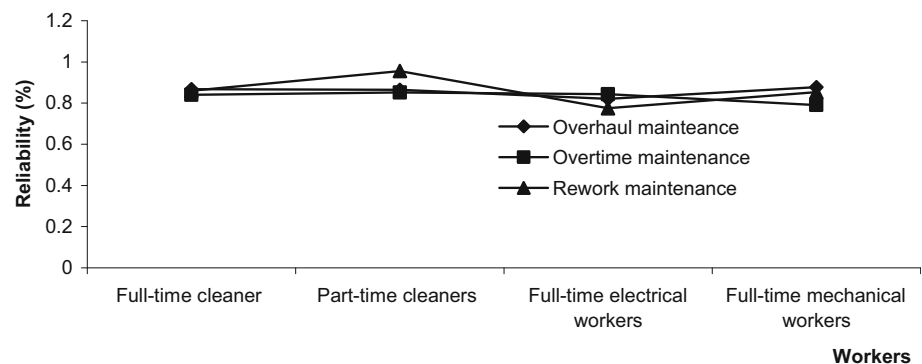 1.2
1
0.8
0.6
0.4
0.2
0
Reliability (%)
Overhaul mainteance
Overtime maintenance
Rework maintenance
Full-time cleaner
Part-time cleaners
Full-time electrical
workers
Full-time mechanical
workers
Workers